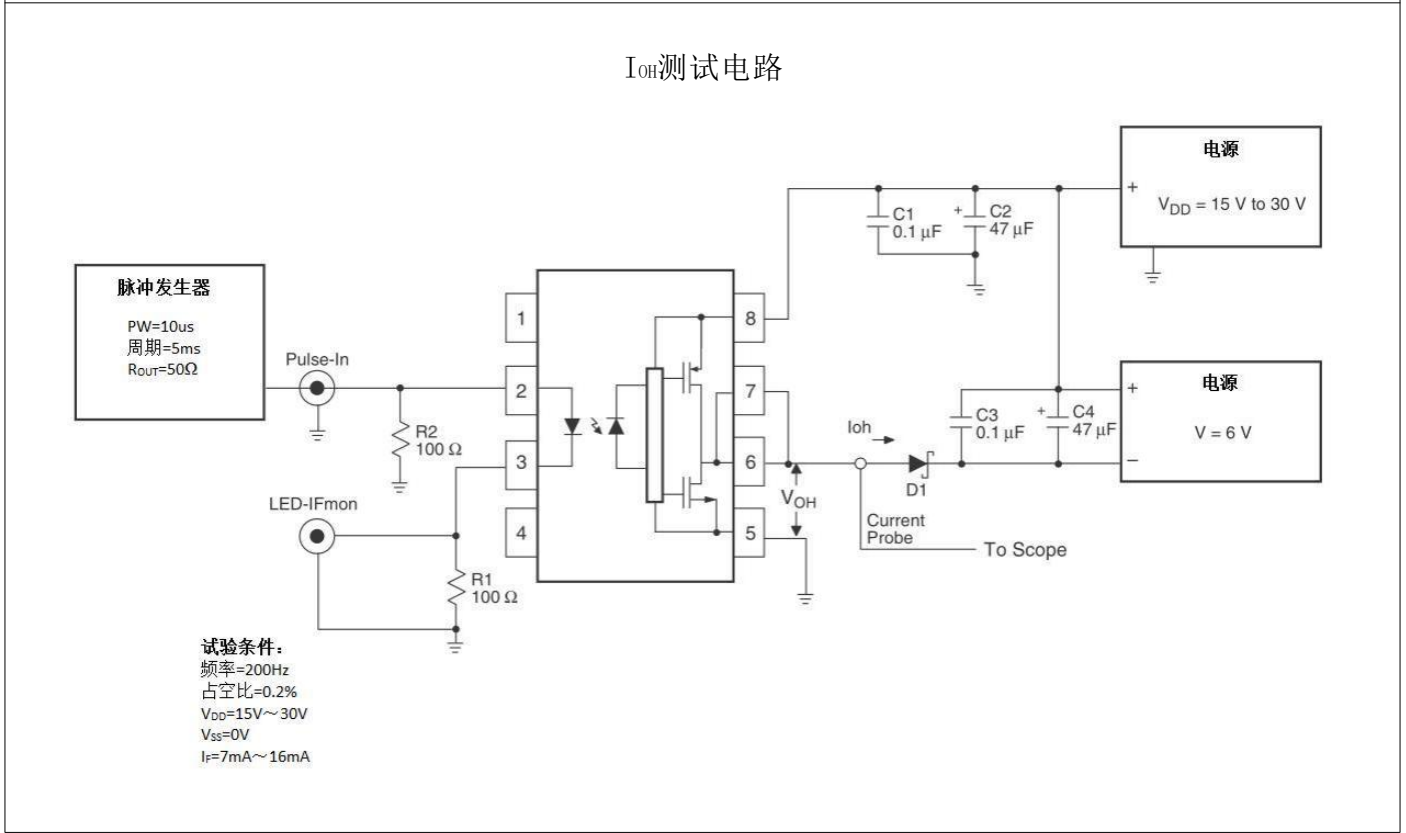 IOH测试电路
电源
+
VDD = 15 V to 30 V
C1
0.1 μF
+
C2
47 μF
脉冲发生器
PW=10us
周期=5ms
ROUT=50Ω
Pulse-In
1
2
3
4
8
7
6
5
R2
100 Ω
LED-IFmon
R1
100 Ω
VOH
Ioh
D1
Current
Probe
To Scope
C3
0.1 μF
+
C4
47 μF
电源
+
V = 6 V
−
试验条件:
频率=200Hz
占空比=0.2%
VDD=15V～30V
VSS=0V
IF=7mA～16mA